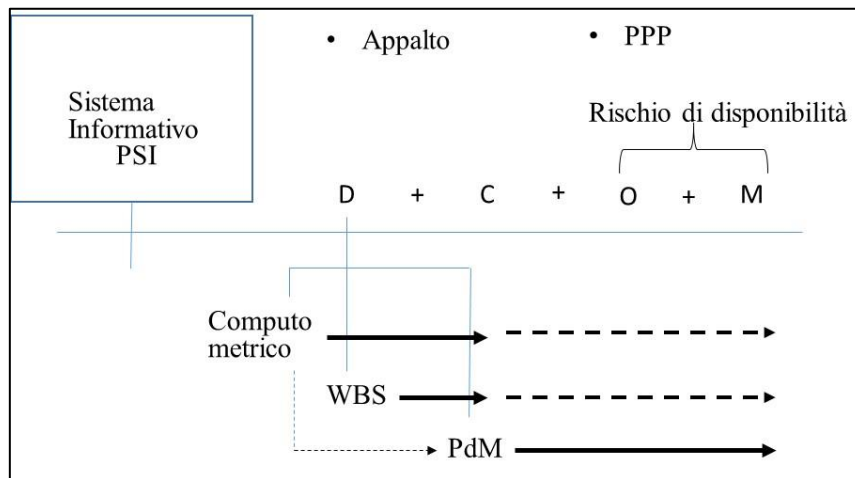 • Appalto
• PPP
Sistema
Informativo
PSI
Rischio di disponibilità
D + C + O + M
Computo
metrico
WBS
PdM